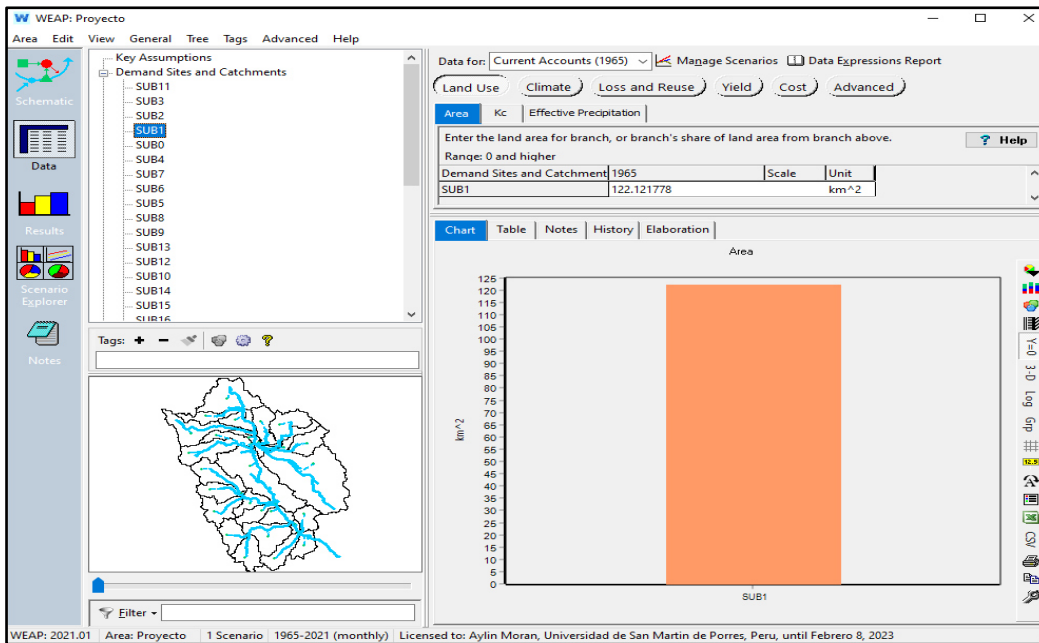 WEAP: Proyecto
Area Edit View General Tree Tags Advanced Help
Schematic
Data
Results
Scenario
Explorer
Notes
Key Assumptions
Demand Sites and Catchments
SUB11
SUB3
SUB2
SUB1
SUB0
SUB4
SUB7
SUB6
SUB5
SUB8
SUB9
SUB13
SUB12
SUB10
SUB14
SUB15
SUB16
Tags:
Filter
Data for: Current Accounts (1965) Manage Scenarios Data Expressions Report
Land Use Climate Loss and Reuse Yield Cost Advanced
Area Kc Effective Precipitation
Enter the land area for branch, or branch's share of land area from branch above.
Help
Range: 0 and higher
Demand Sites and Catchment 1965 Scale Unit
SUB1 122.121778 km^2
Chart Table Notes History Elaboration
Area
125
120
115
110
105
100
95
90
85
80
75
70
65
60
55
50
45
40
35
30
25
20
15
10
5
0
km^2
SUB1
Y=0
3-D
Log
Grp
12.5
CSV
WEAP: 2021.01 Area: Proyecto 1 Scenario 1965-2021 (monthly) Licensed to: Aylin Moran, Universidad de San Martin de Porres, Peru, until Febrero 8, 2023